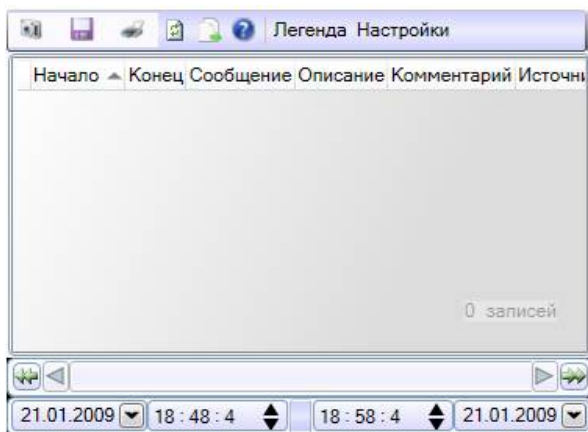 Легенда Настройки
Начало Конец Сообщение Описание Комментарий Источни
0 записей
21.01.2009 18 : 48 : 4 18 : 58 : 4 21.01.2009